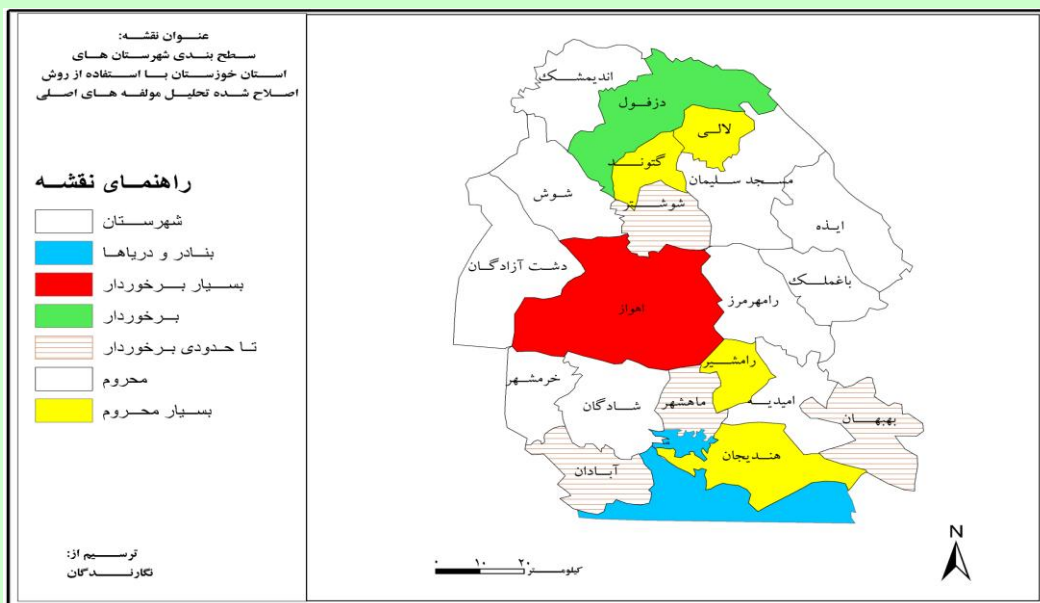 عنوان نقشه:
سطح بندی شهرستان های
استان خوزستان با استفاده از روش
اصلاح شده تحلیل مولفه های اصلی
راهنمای نقشه
شهرستان
بنادر و دریاها
بسیار برخوردار
برخوردار
تا حدودی برخوردار
محروم
بسیار محروم
ترسیم از:
نگارندگان
اندیمشک
دزفول
لالی
گتوند
مسجد سلیمان
شوش
شوشتر
ایذه
دشت آزادگان
باغملک
رامهرمرز
اهواز
رامشیر
خرمشهر
شادگان
ماهشهر
امیدیه
بهبهان
هندیجان
آبادان
N
۰ ۱۰ ۲۰
کیلومتر